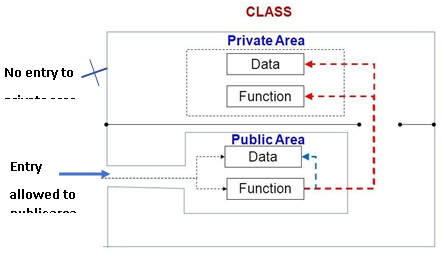 CLASS
Private Area
Data
Function
No entry to
Public Area
Data
Function
Entry
allowed to